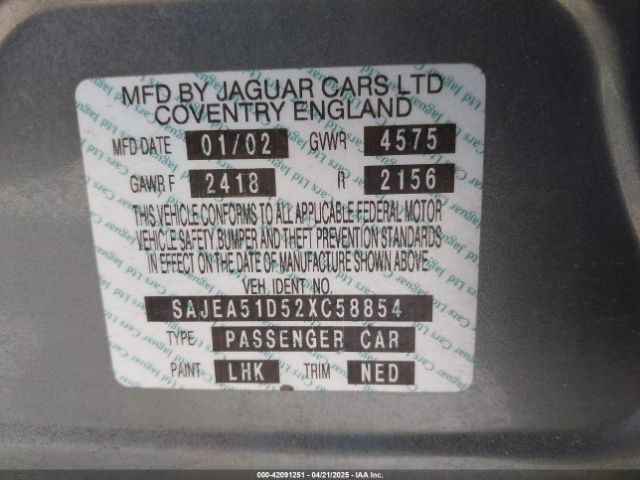 MFD BY JAGUAR CARS LTD
COVENTRY ENGLAND
MFD DATE 01/02 GVWR 4575
GAWR F 2418 R 2156
THIS VEHICLE CONFORMS TO ALL APPLICABLE FEDERAL MOTOR
VEHICLE SAFETY, BUMPER AND THEFT PREVENTION STANDARDS
IN EFFECT ON THE DATE OF MANUFACTURE SHOWN ABOVE.
VEH. IDENT NO.
SAJEA51D52XC58854
TYPE PASSENGER CAR
PAINT LHK TRIM NED
000-42091251 - 04/21/2025 - IAA Inc.